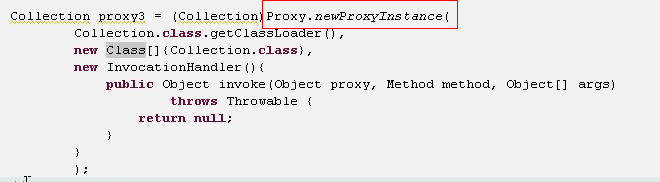 Collection proxy3 = (Collection)Proxy.newProxyInstance(
Collection.class.getClassLoader(),
new Class[]{Collection.class},
new InvocationHandler(){
public Object invoke(Object proxy, Method method, Object[] args)
throws Throwable {
return null;
}
}
);